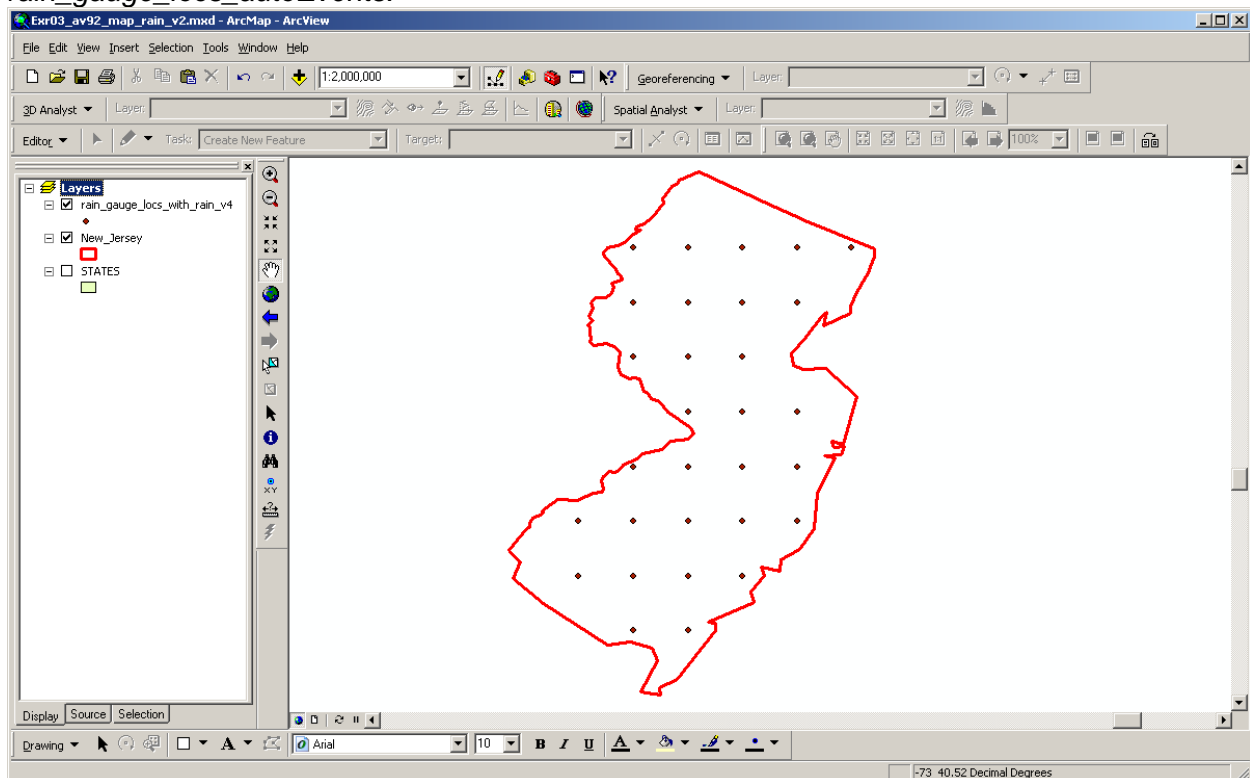 rain_gauge_locs_autoEvents.
Exr03_av92_map_rain_v2.mxd - ArcMap - ArcView
File Edit View Insert Selection Tools Window Help
1:2,000,000 Georeferencing Layer:
3D Analyst Layer: Spatial Analyst Layer:
Editor Task: Create New Feature Target: 100%
Layers
rain_gauge_locs_with_rain_v4
New_Jersey
STATES
XY
Display Source Selection
Drawing A Arial 10 B I U A
-73 40.52 Decimal Degrees